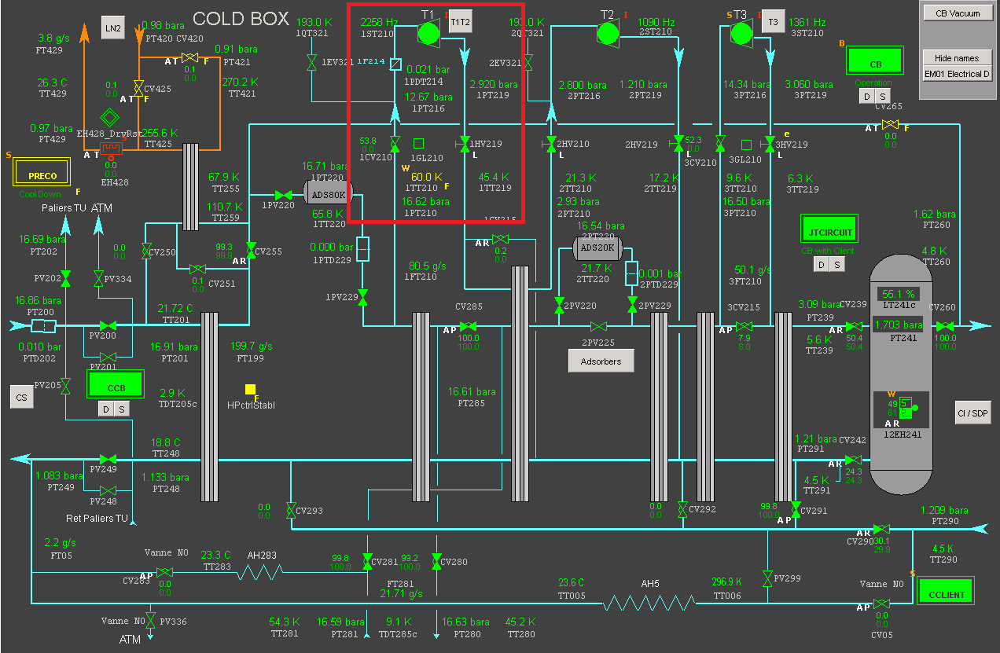 COLD BOX
LN2
0.98 bara
PT420 CV420
3.8 g/s
FT429
0.91 bara
PT421
A T
F
0.1
0.0
26.3 C
TT429
0.1
0.0
CV425
A T
F
270.2 K
TT421
0.97 bara
PT429
EH428_DryRst
255.6 K
TT425
S
A T
0.0
0.0
EH428
S
PRECO
Cool Down
F
193.0 K
1QT321
1EV321
2258 Hz
1ST210
T1
I
T1T2
1F214
0.021 bar
1PDT214
12.67 bara
1PT216
2.920 bara
1PT219
53.8
0.0
1CV210
1GL210
1HV219
L
W
60.0 K
1TT210
F
45.4 K
1TT219
16.62 bara
1PT210
193.0 K
2QT321
2EV321
T2
I
1090 Hz
2ST210
2.800 bara
2PT216
1.210 bara
2PT219
2HV210
L
2HV219
L
21.3 K
2TT210
2.93 bara
2PT210
17.2 K
2TT219
S
T3
I
T3
1361 Hz
3ST210
14.34 bara
3PT216
3.060 bara
3PT219
52.3
0.0
3CV210
3GL210
e
3HV219
L
9.6 K
3TT210
16.50 bara
3PT210
6.3 K
3TT219
CB Vacuum
Hide names
EM01 Electrical D
B
CB
Operation
D
S
CV265
A T
F
0.0
0.0
67.9 K
TT255
110.7 K
TT259
16.71 bara
1PT220
1PV220
ADS80K
65.8 K
1TT220
0.000 bar
1PTD229
1PV229
Paliers TU
ATM
16.69 bara
PT202
0.0
0.0
CV250
99.3
99.9
AR
CV255
PV202
PV334
0.1
0.0
CV251
16.86 bara
PT200
21.72 C
TT201
PV200
0.010 bar
PTD202
PV201
16.91 bara
PT201
199.7 g/s
FT199
PV205
CCB
D
S
CS
2.9 K
TDT205c
F
HPctrlStabl
18.8 C
TT248
PV249
1.083 bara
PT249
1.133 bara
PT248
PV248
Ret Paliers TU
1CV215
AR
0.2
0.0
80.5 g/s
1FT210
CV285
AP
100.0
100.0
16.61 bara
PT285
16.54 bara
2PT220
ADS20K
21.7 K
2TT220
0.001 bar
2PTD229
2PV220
2PV229
2PV225
Adsorbers
50.1 g/s
3FT210
3CV215
AP
7.9
8.0
JTCIRCUIT
CB with Client
D
S
3.09 bara
PT239
CV239
AR
50.4
50.4
5.6 K
TT239
1.62 bara
PT260
4.8 K
TT260
55.1 %
LT241c
1.703 bara
PT241
CV260
100.0
100.0
W
49
61
AR
12EH241
CI / SDP
1.21 bara
PT291
CV242
AR
24.3
24.3
4.5 K
TT291
0.0
0.0
CV293
0.0
0.0
CV292
99.8
100.0
AP
CV291
1.209 bara
PT290
AR
CV290
30.1
29.9
4.5 K
TT290
2.2 g/s
FT05
Vanne NO
AP
CV283
0.0
0.0
23.3 C
TT283
AH283
99.8
100.0
CV281
99.2
100.0
CV280
FT281
21.71 g/s
23.6 C
TT005
AH5
296.9 K
TT006
PV299
Vanne NO
AP
0.0
0.0
CV05
S
CCLIENT
Vanne NO
PV336
ATM
54.3 K
TT281
16.59 bara
PT281
9.1 K
TDT285c
16.63 bara
PT280
45.2 K
TT280